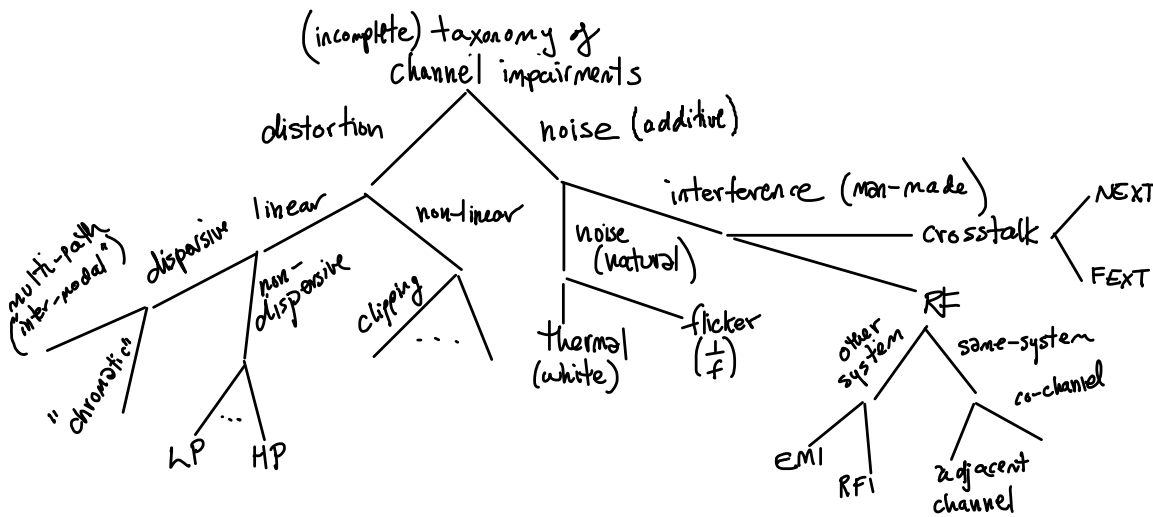 (incomplete) taxonomy of
channel impairments
distortion
noise (additive)
linear
non-linear
interference (man-made)
NEXT
crosstalk
FEXT
"multi-path
("inter-modal")
dispersive
non-
dispersive
clipping
...
noise
(natural)
RF
"chromatic"
thermal
(white)
flicker
(1/f)
other
system
same-system
co-channel
...
LP
HP
EMI
RFI
adjacent
channel